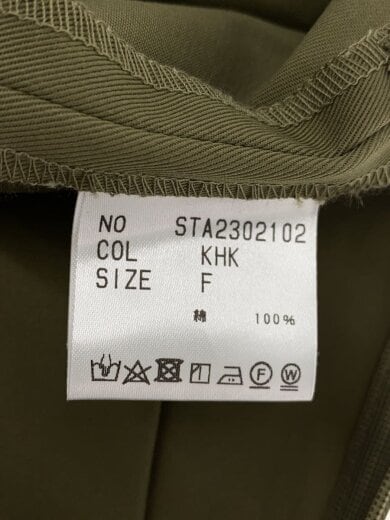 NO STA2302102
COL KHK
SIZE F
綿 100%
F W